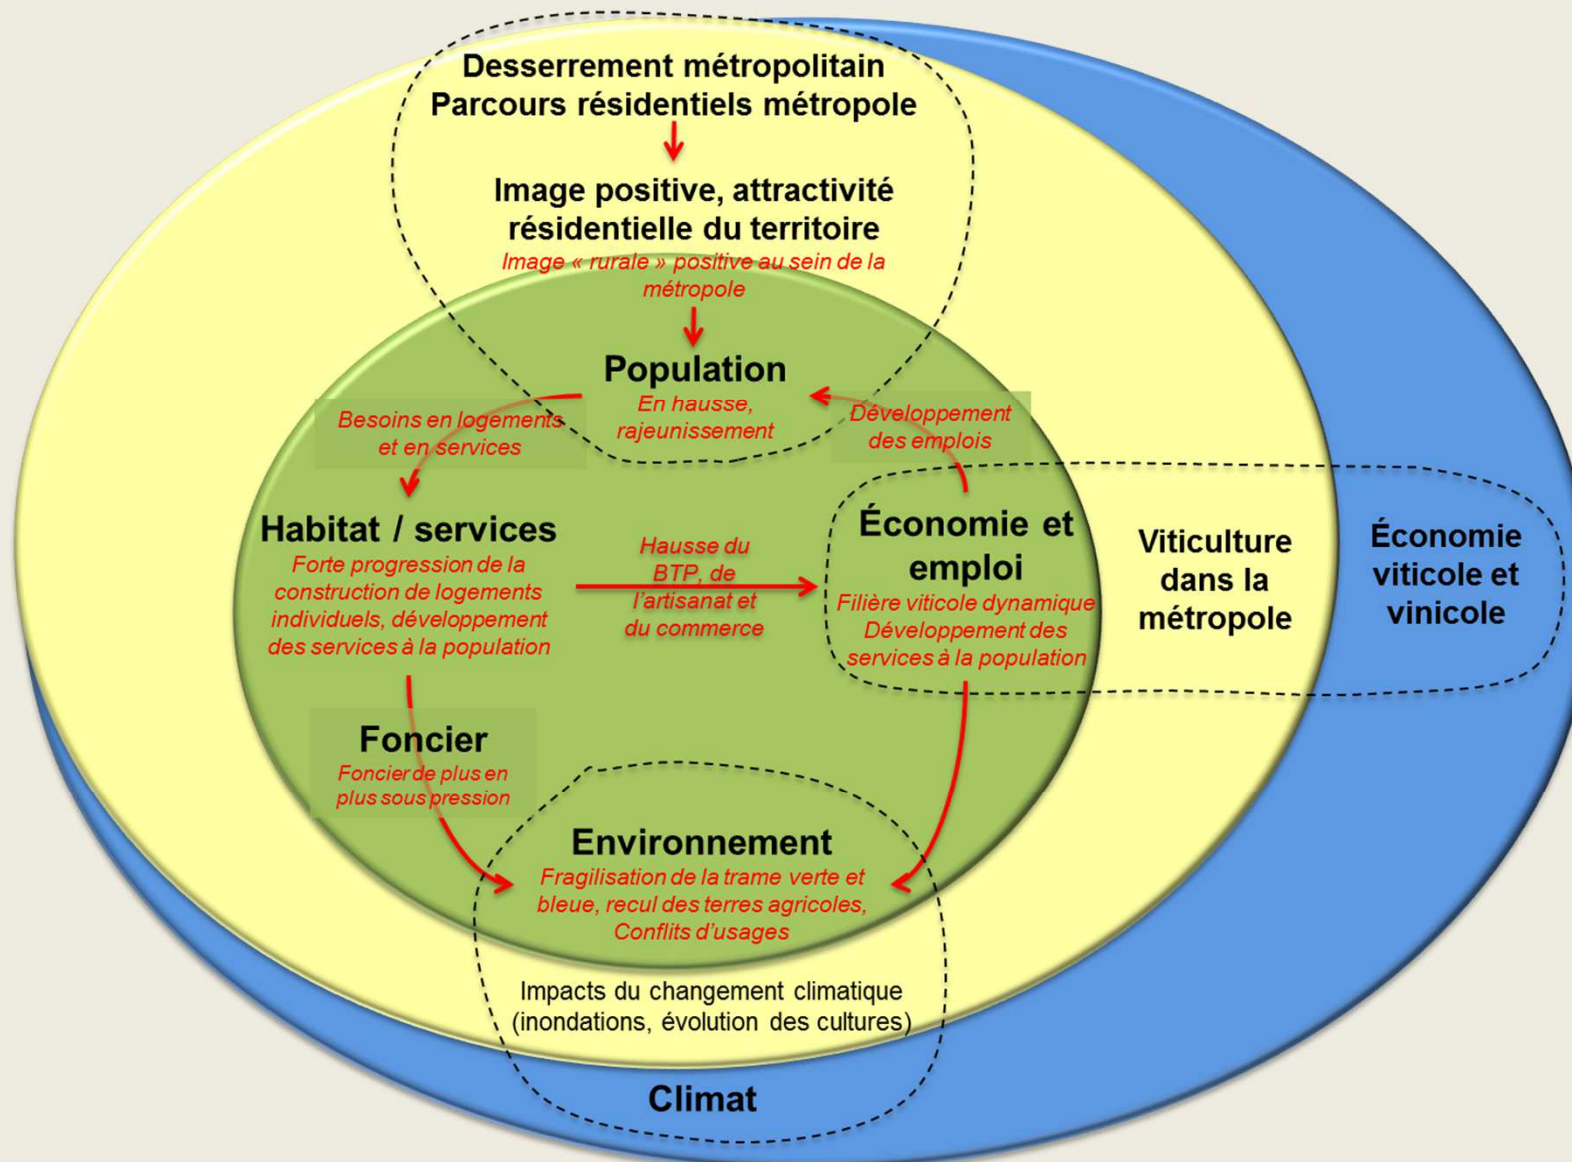 Desserrement métropolitain
Parcours résidentiels métropole
Image positive, attractivité
résidentielle du territoire
Image « rurale » positive au sein de la
métropole
Population
En hausse,
rajeunissement
Besoins en logements
et en services
Développement
des emplois
Habitat / services
Forte progression de la
construction de logements
individuels, développement
des services à la population
Hausse du
BTP, de
l'artisanat et
du commerce
Économie et
emploi
Filière viticole dynamique
Développement des
services à la population
Viticulture
dans la
métropole
Économie
viticole et
vinicole
Foncier
Foncier de plus en
plus sous pression
Environnement
Fragilisation de la trame verte et
bleue, recul des terres agricoles,
Conflits d'usages
Impacts du changement climatique
(inondations, évolution des cultures)
Climat